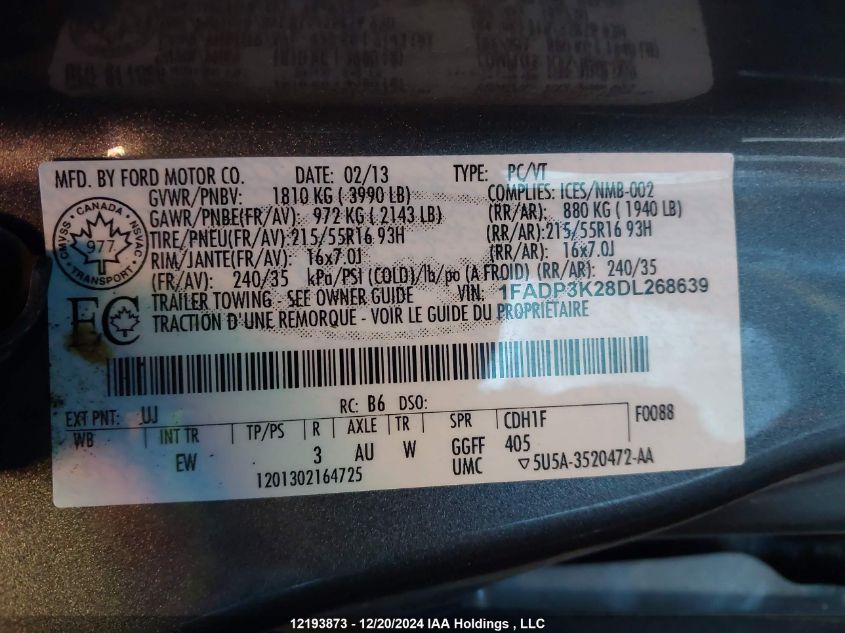 MFD. BY FORD MOTOR CO. DATE: 02/13 TYPE: PC/VT
GVWR/PNBV: 1810 KG ( 3990 LB) COMPLIES: ICES/NMB-002
GAWR/PNBE(FR/AV): 972 KG ( 2143 LB) (RR/AR): 880 KG ( 1940 LB)
TIRE/PNEU(FR/AV):215/55R16 93H (RR/AR):215/55R16 93H
RIM/JANTE(FR/AV): 16x7.0J (RR/AR): 16x7.0J
(FR/AV): 240/35 kPa/PSI (COLD)/lb/po (A FROID) (RR/AR): 240/35
TRAILER TOWING - SEE OWNER GUIDE VIN: 1FADP3K28DL268639
TRACTION D'UNE REMORQUE - VOIR LE GUIDE DU PROPRIÉTAIRE
CANADA
CMVSS NSVAC
977
TRANSPORT
EC
EXT PNT: UJ RC: B6 DSO:
WB INT TR TP/PS R AXLE TR SPR CDH1F F0088
EW 3 AU W GGFF 405
UMC ▽5U5A-3520472-AA
1201302164725
12193873 - 12/20/2024 IAA Holdings , LLC